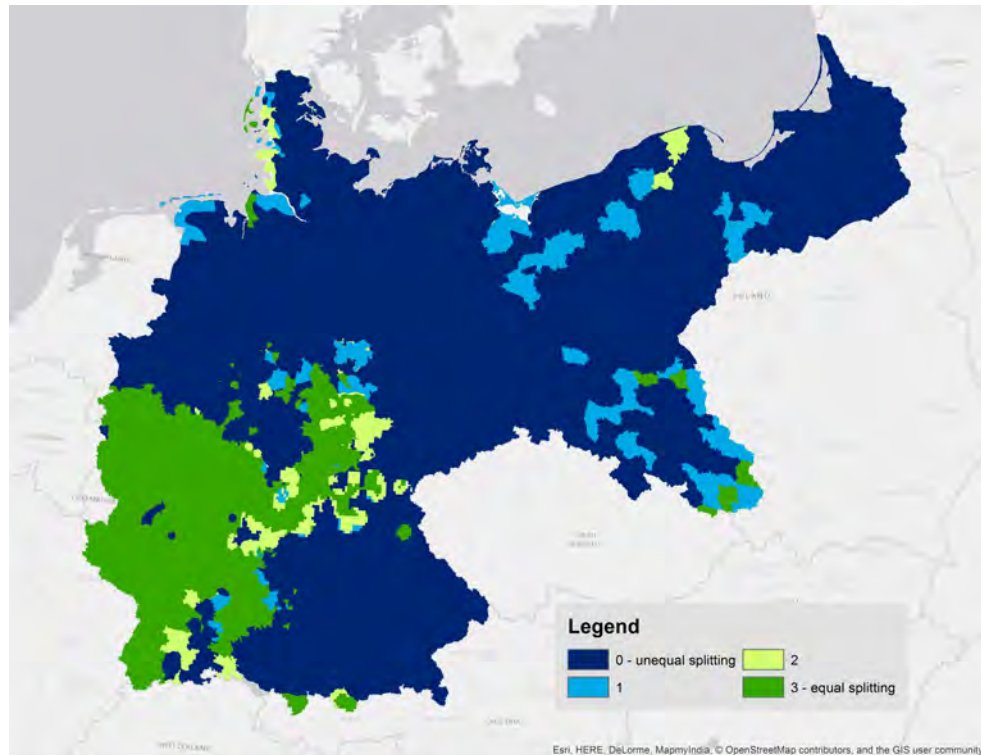 POLAND
Legend
0 - unequal splitting
2
1
3 - equal splitting
SWITZERLAND
Esri, HERE, DeLorme, MapmyIndia, © OpenStreetMap contributors, and the GIS user community